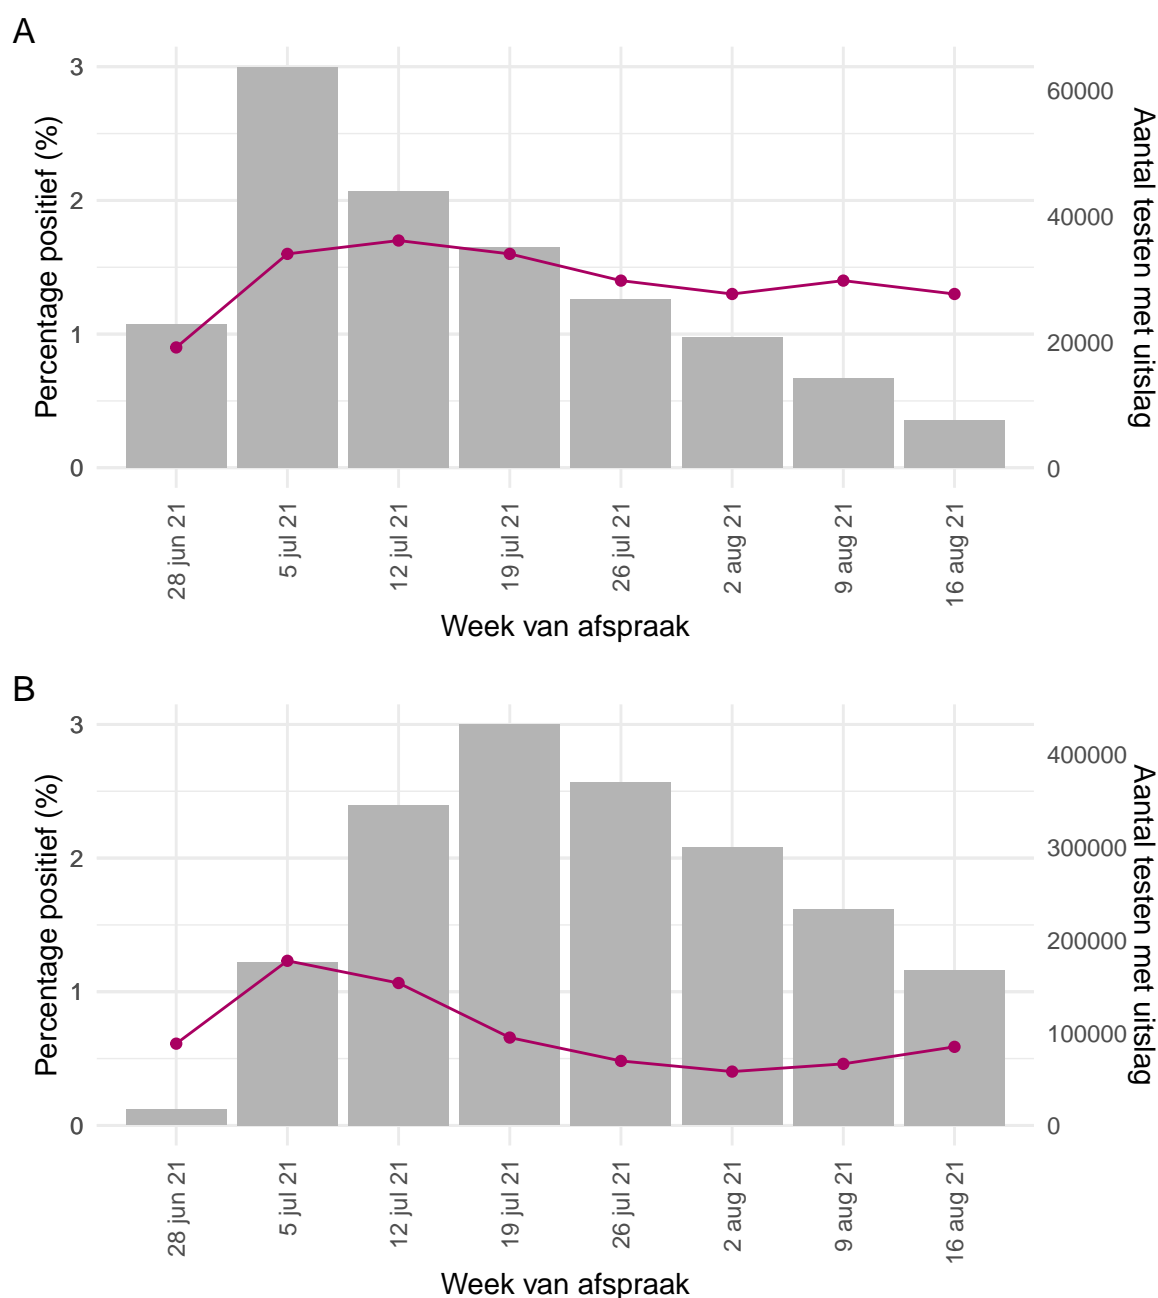 A
3
2
1
0
Percentage positief (%)
60000
40000
20000
0
Aantal testen met uitslag
28 jun 21
5 jul 21
12 jul 21
19 jul 21
26 jul 21
2 aug 21
9 aug 21
16 aug 21
Week van afspraak
B
3
2
1
0
Percentage positief (%)
400000
300000
200000
100000
0
Aantal testen met uitslag
28 jun 21
5 jul 21
12 jul 21
19 jul 21
26 jul 21
2 aug 21
9 aug 21
16 aug 21
Week van afspraak